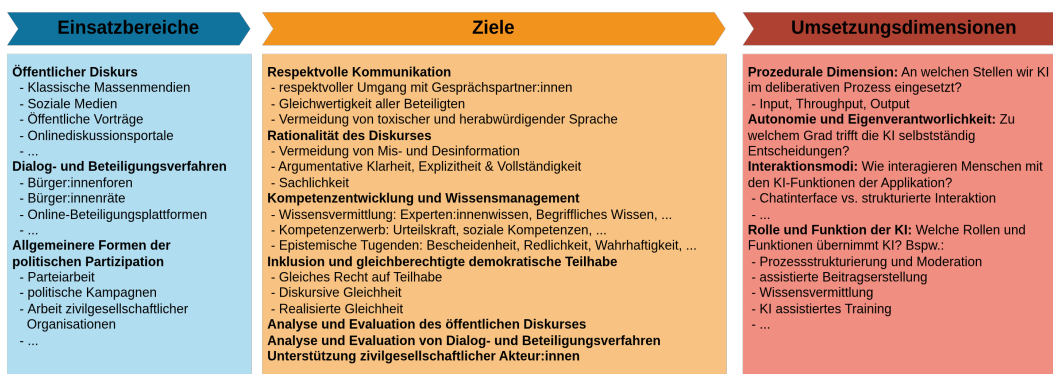 Einsatzbereiche
Öffentlicher Diskurs
- Klassische Massenmendien
- Soziale Medien
- Öffentliche Vorträge
- Onlinediskussionsportale
- ...
Dialog- und Beteiligungsverfahren
- Bürger:innenforen
- Bürger:innenräte
- Online-Beteiligungsplattformen
- ...
Allgemeinere Formen der
politischen Partizipation
- Parteiarbeit
- politische Kampagnen
- Arbeit zivilgesellschaftlicher
Organisationen
- ...
Ziele
Respektvolle Kommunikation
- respektvoller Umgang mit Gesprächspartner:innen
- Gleichwertigkeit aller Beteiligten
- Vermeidung von toxischer und herabwürdigender Sprache
Rationalität des Diskurses
- Vermeidung von Mis- und Desinformation
- Argumentative Klarheit, Explizitheit & Vollständigkeit
- Sachlichkeit
Kompetenzentwicklung und Wissensmanagement
- Wissensvermittlung: Experten:innenwissen, Begriffliches Wissen, ...
- Kompetenzerwerb: Urteilskraft, soziale Kompetenzen, ...
- Epistemische Tugenden: Bescheidenheit, Redlichkeit, Wahrhaftigkeit, ...
Inklusion und gleichberechtigte demokratische Teilhabe
- Gleiches Recht auf Teilhabe
- Diskursive Gleichheit
- Realisierte Gleichheit
Analyse und Evaluation des öffentlichen Diskurses
Analyse und Evaluation von Dialog- und Beteiligungsverfahren
Unterstützung zivilgesellschaftlicher Akteur:innen
Umsetzungsdimensionen
Prozedurale Dimension: An welchen Stellen wir KI
im deliberativen Prozess eingesetzt?
- Input, Throughput, Output
Autonomie und Eigenverantworlichkeit: Zu
welchem Grad trifft die KI selbstständig
Entscheidungen?
Interaktionsmodi: Wie interagieren Menschen mit
den KI-Funktionen der Applikation?
- Chatinterface vs. strukturierte Interaktion
- ...
Rolle und Funktion der KI: Welche Rollen und
Funktionen übernimmt KI? Bspw.:
- Prozessstrukturierung und Moderation
- assistierte Beitragserstellung
- Wissensvermittlung
- KI assistiertes Training
- ...